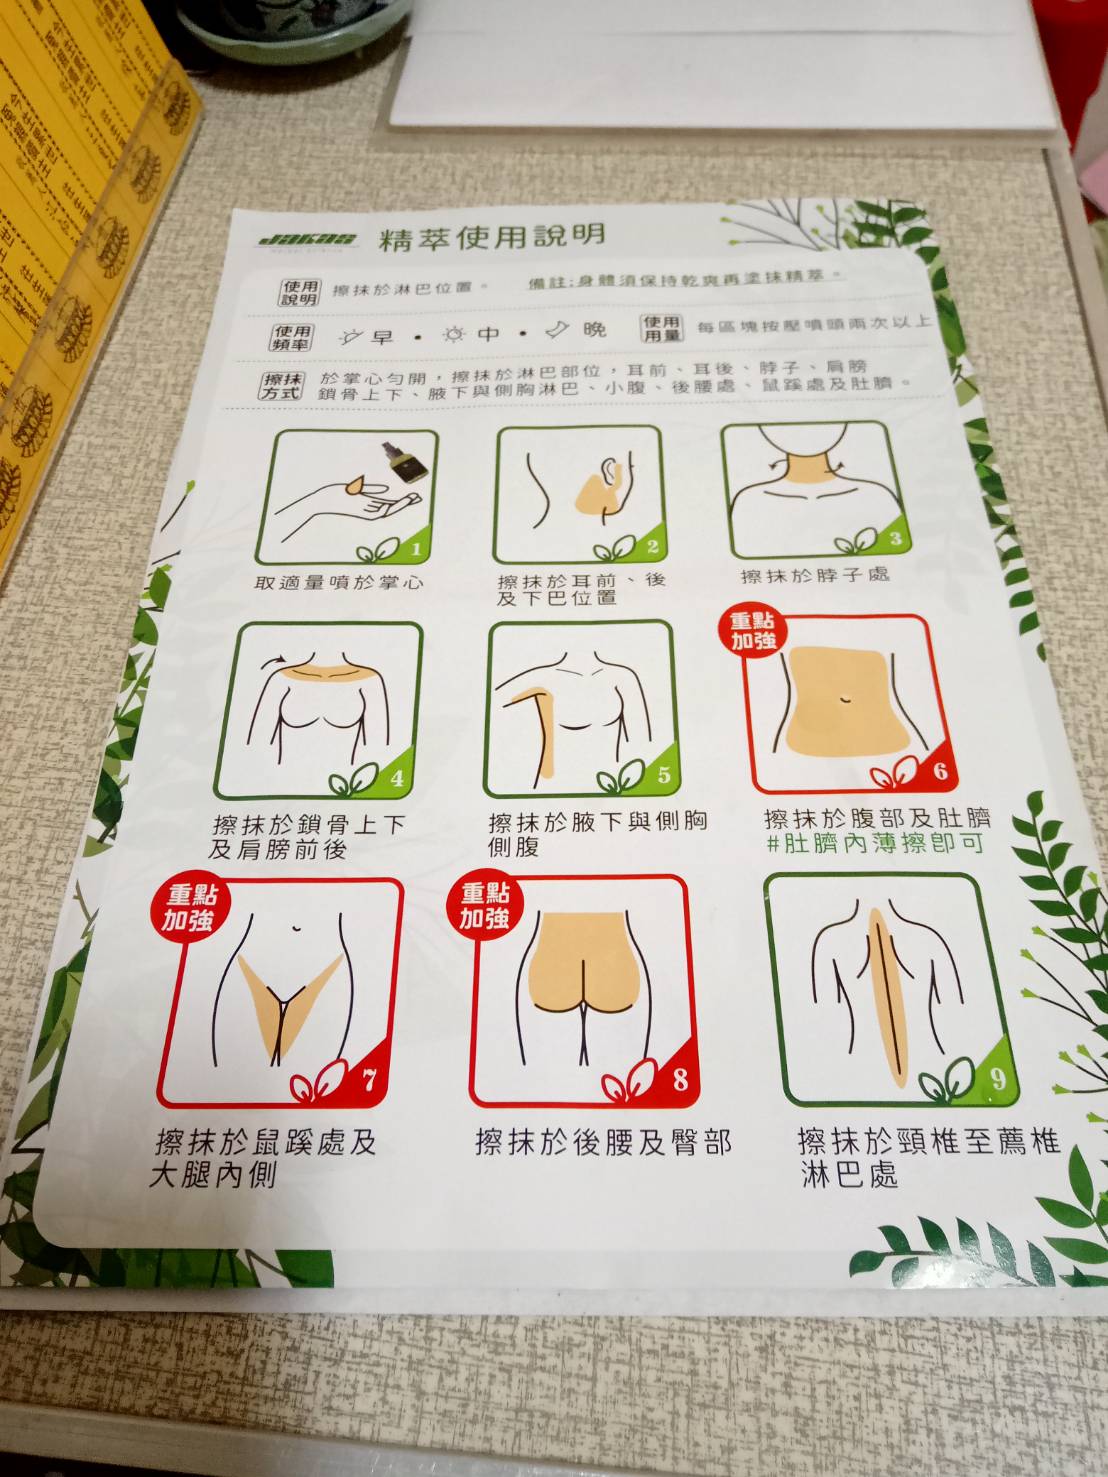 JaKas 精萃使用說明
使用說明 擦抹於淋巴位置。 備註:身體須保持乾爽再塗抹精萃。
使用頻率 早・中・晚 使用用量 每區塊按壓噴頭兩次以上
擦抹方式 於掌心勻開,擦抹於淋巴部位,耳前、耳後、脖子、肩膀
鎖骨上下、腋下與側胸淋巴、小腹、後腰處、鼠蹊處及肚臍。
1
取適量噴於掌心
2
擦抹於耳前、後
及下巴位置
3
擦抹於脖子處
4
擦抹於鎖骨上下
及肩膀前後
5
擦抹於腋下與側胸
側腹
重點
加強
6
擦抹於腹部及肚臍
#肚臍內薄擦即可
重點
加強
7
擦抹於鼠蹊處及
大腿內側
重點
加強
8
擦抹於後腰及臀部
9
擦抹於頸椎至薦椎
淋巴處